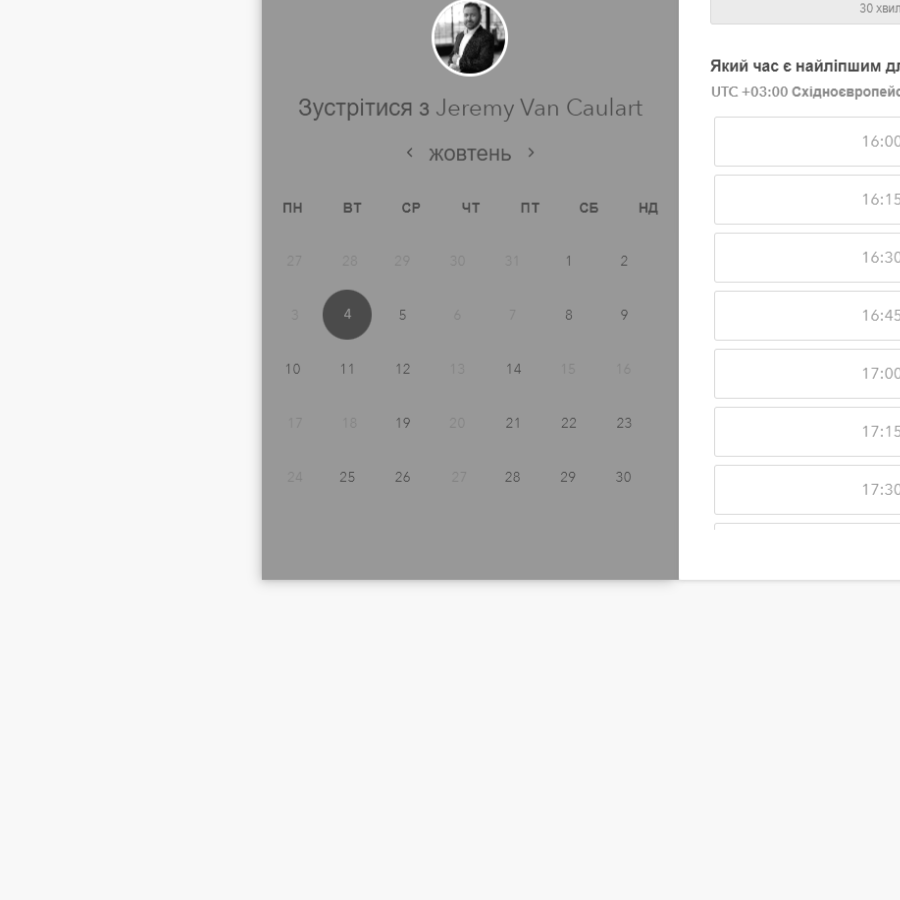 Зустрітися з Jeremy Van Caulart
жовтень
ПН ВТ СР ЧТ ПТ СБ НД
27 28 29 30 31 1 2
3 4 5 6 7 8 9
10 11 12 13 14 15 16
17 18 19 20 21 22 23
24 25 26 27 28 29 30
30
Який час є найліпшим
UTC +03:00
16:00
16:15
16:30
16:45
17:00
17:15
17:30